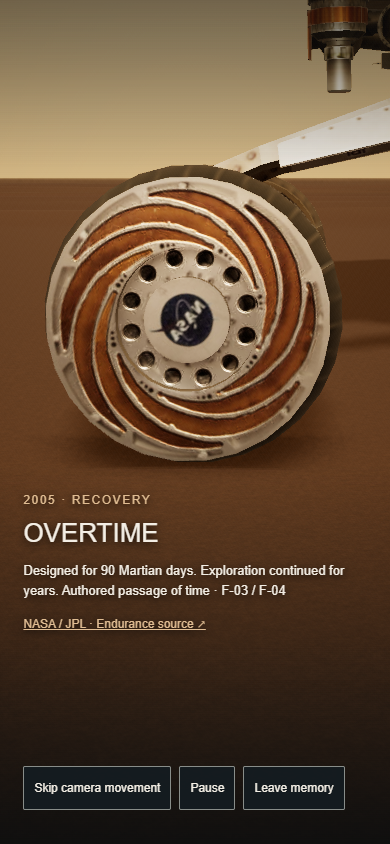 NASA
2005 · RECOVERY
OVERTIME
Designed for 90 Martian days. Exploration continued for
years. Authored passage of time · F-03 / F-04
NASA / JPL · Endurance source ↗
Skip camera movement
Pause
Leave memory